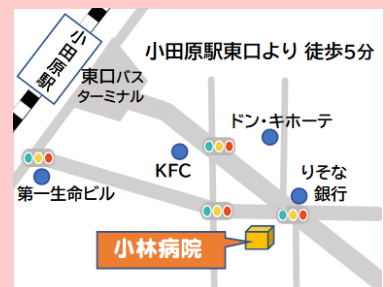 小田原駅東口より 徒歩5分
小田原駅
東口バス
ターミナル
ドン・キホーテ
KFC
りそな
銀行
第一生命ビル
小林病院